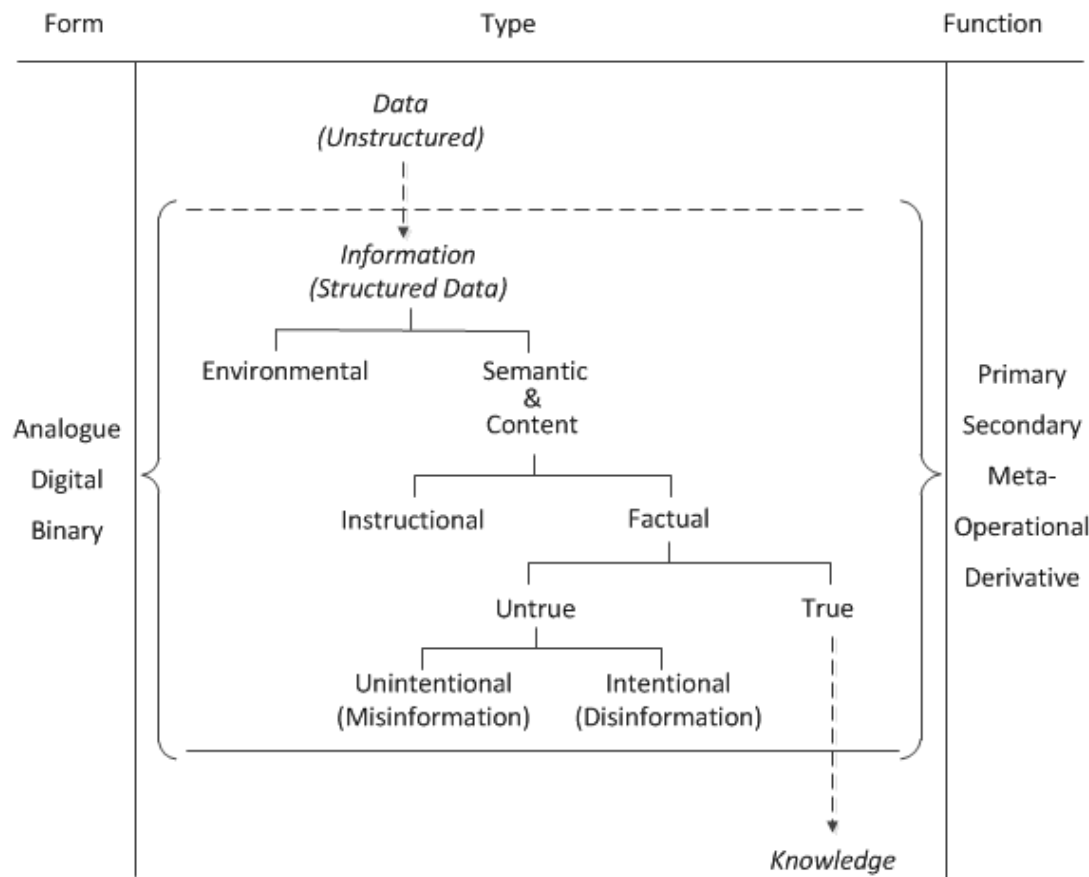 Form
Type
Function
Data
(Unstructured)
Information
(Structured Data)
Environmental
Semantic
&
Content
Instructional
Factual
Untrue
True
Unintentional
(Misinformation)
Intentional
(Disinformation)
Knowledge
Analogue
Digital
Binary
Primary
Secondary
Meta-
Operational
Derivative